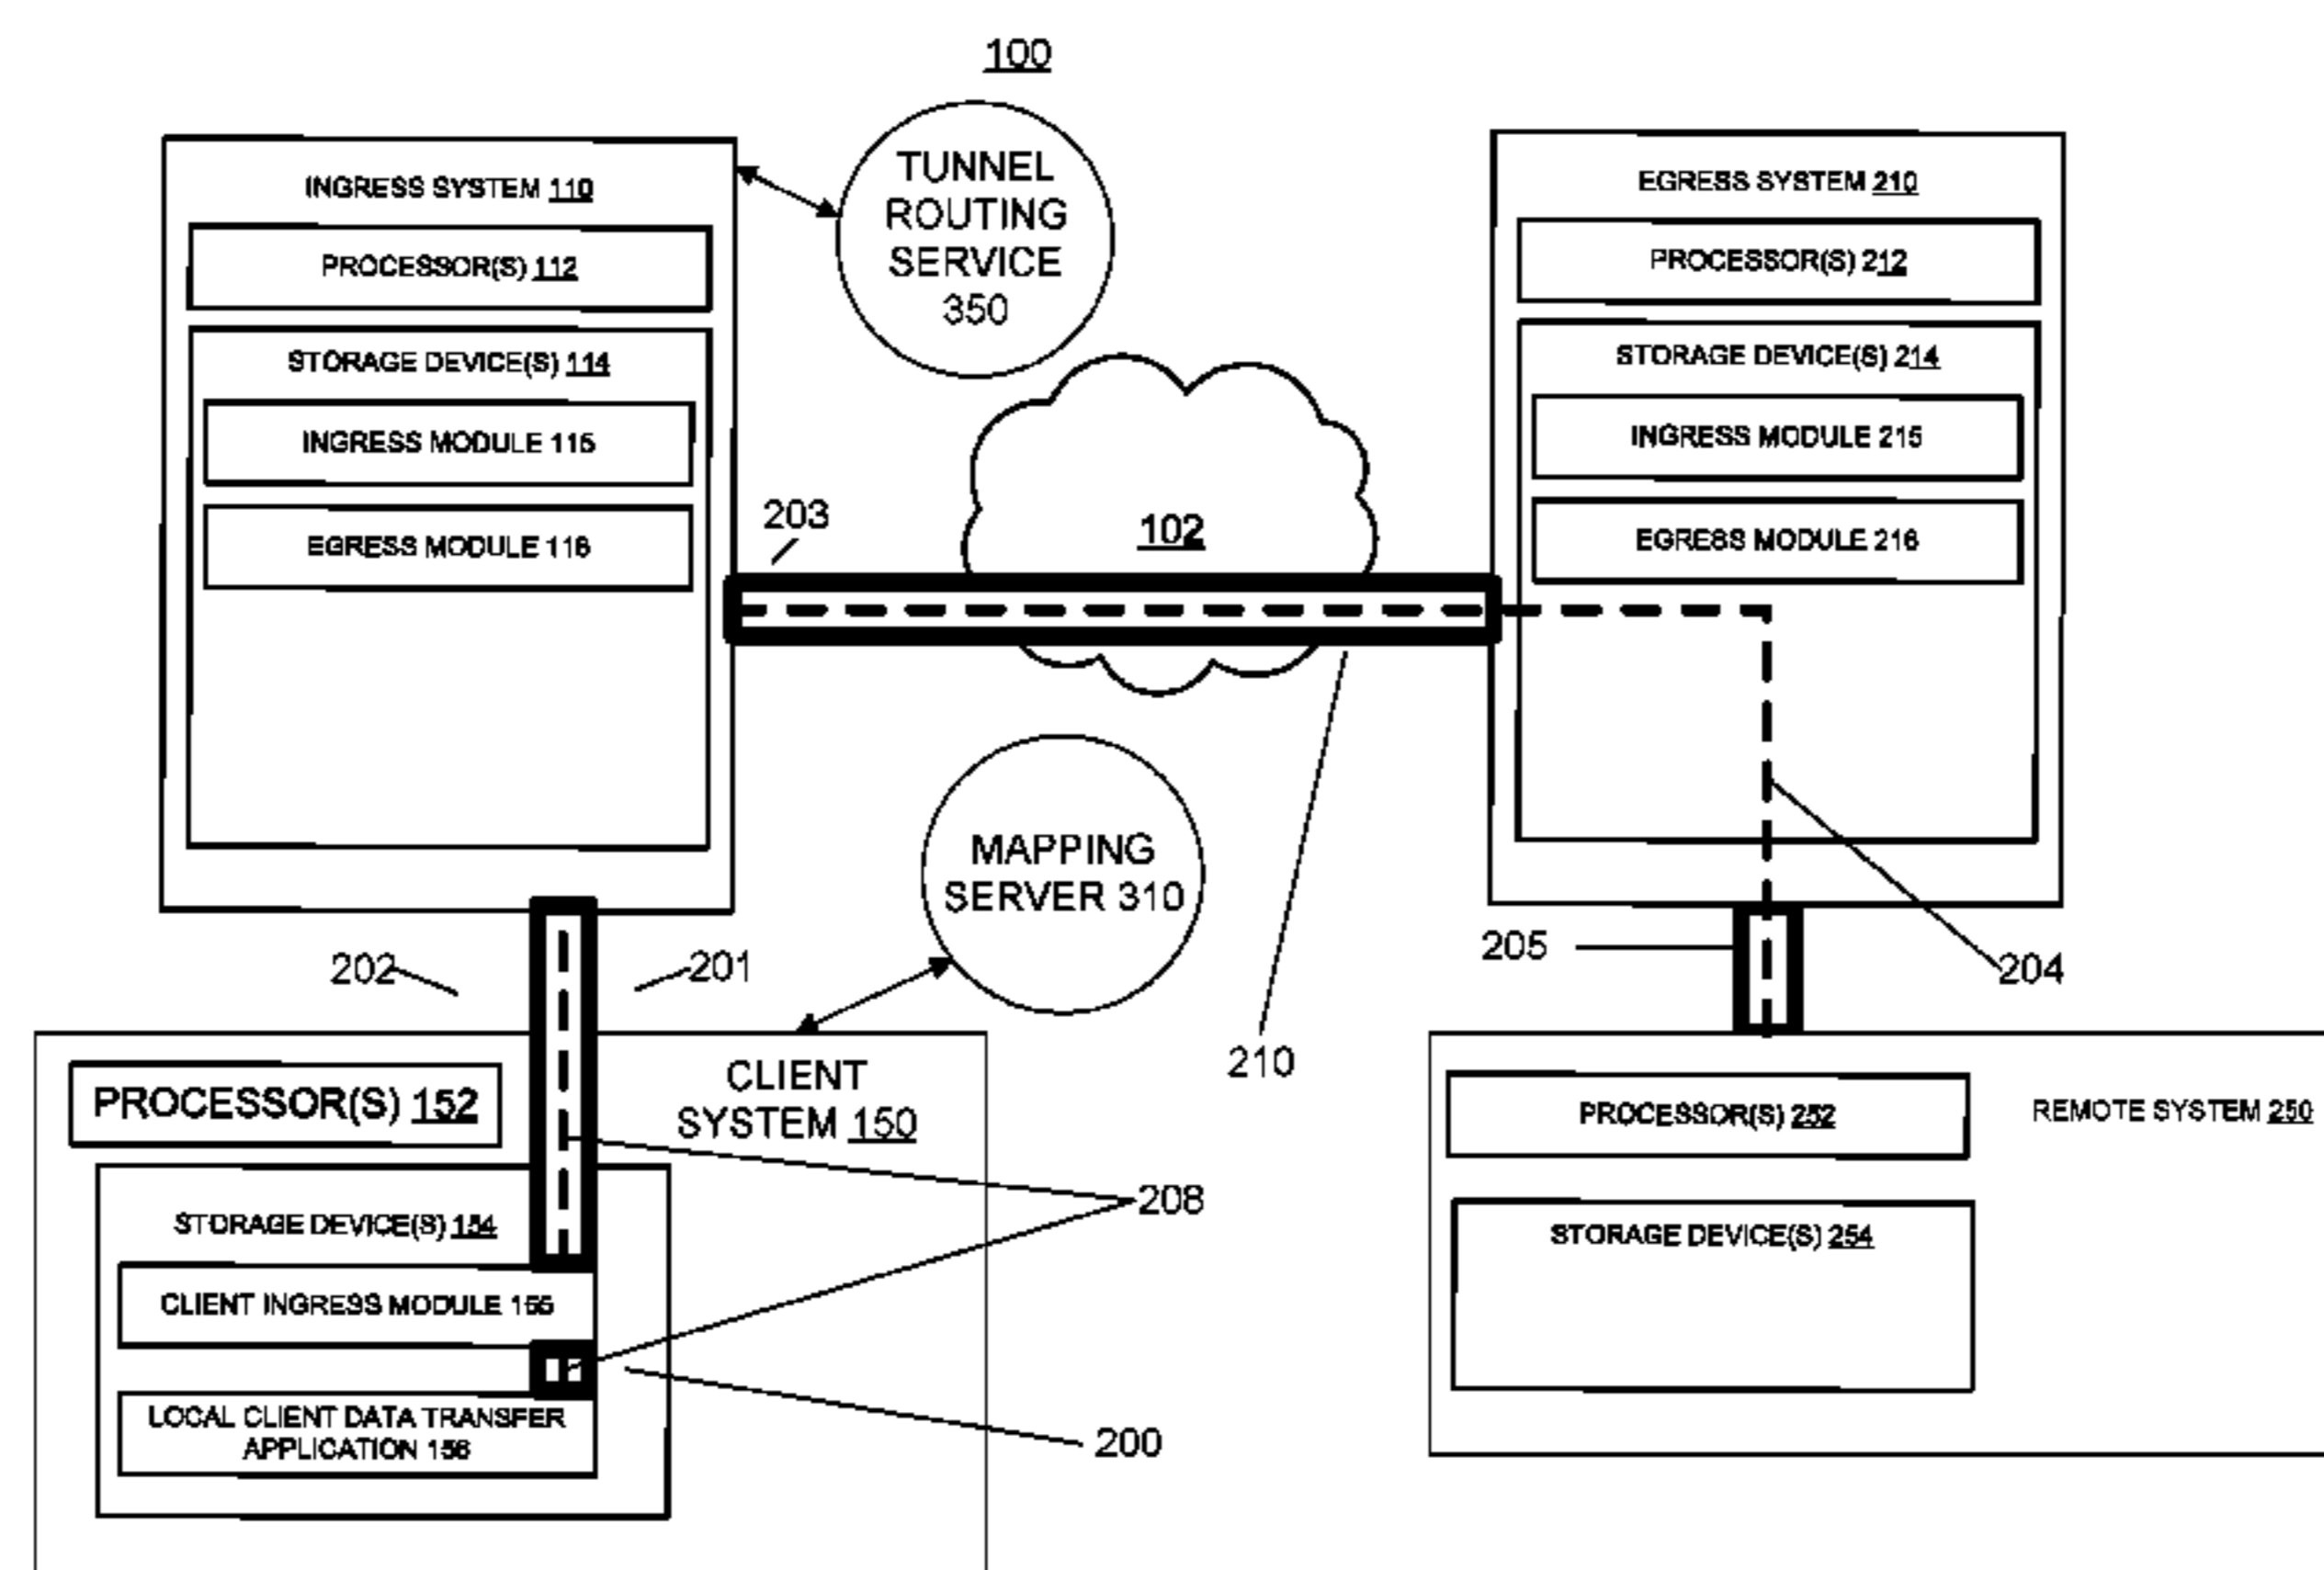 100
TUNNEL
ROUTING
SERVICE
350
INGRESS SYSTEM 110
PROCESSOR(S) 112
STORAGE DEVICE(S) 114
INGRESS MODULE 115
EGRESS MODULE 116
EGRESS SYSTEM 210
PROCESSOR(S) 212
STORAGE DEVICE(S) 214
INGRESS MODULE 215
EGRESS MODULE 216
203
102
MAPPING
SERVER 310
202
201
205
204
210
PROCESSOR(S) 152
CLIENT
SYSTEM 150
STORAGE DEVICE(S) 154
CLIENT INGRESS MODULE 155
LOCAL CLIENT DATA TRANSFER
APPLICATION 156
208
200
PROCESSOR(S) 252
REMOTE SYSTEM 250
STORAGE DEVICE(S) 254